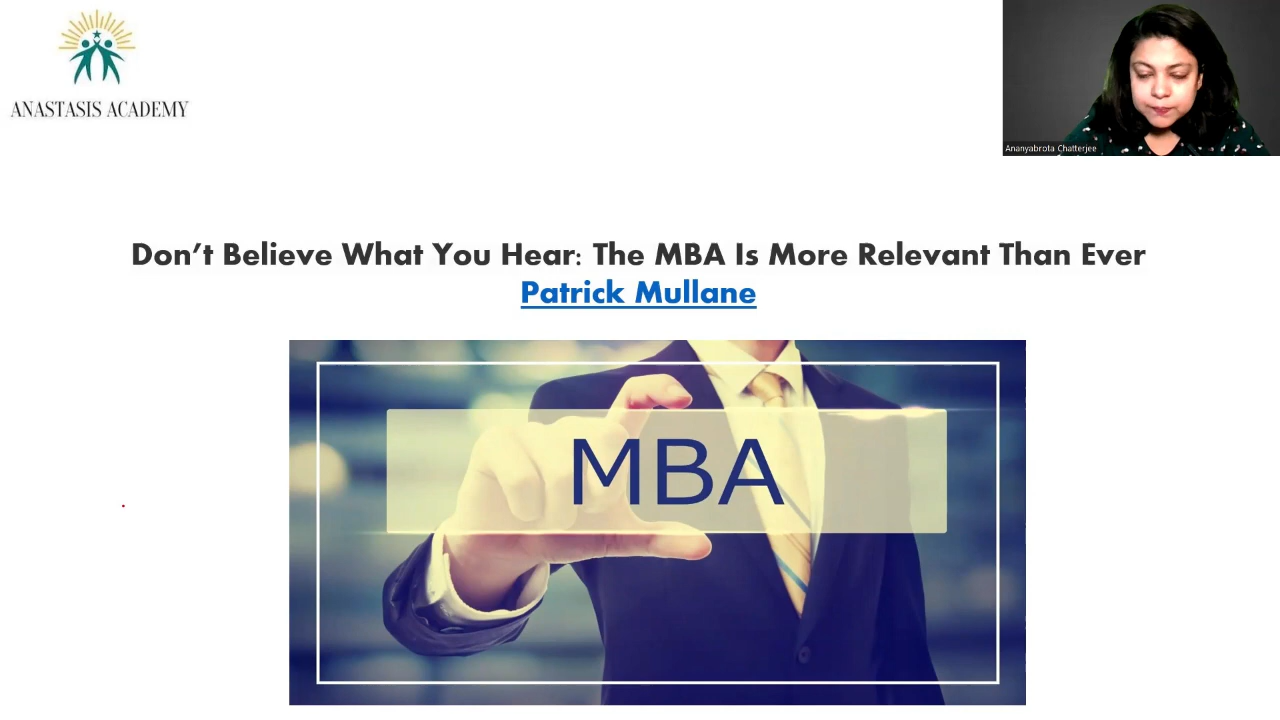 ANASTASIS ACADEMY
Ananyabrota Chatterjee
Don’t Believe What You Hear: The MBA Is More Relevant Than Ever
Patrick Mullane
MBA